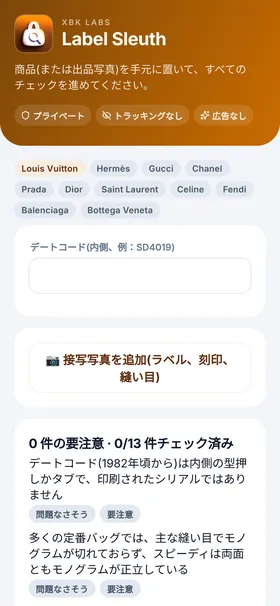 XBK LABS
Label Sleuth
商品(または出品写真)を手元に置いて、すべての
チェックを進めてください。
プライベート
トラッキングなし
広告なし
Louis Vuitton
Hermès
Gucci
Chanel
Prada
Dior
Saint Laurent
Celine
Fendi
Balenciaga
Bottega Veneta
デートコード(内側、例：SD4019)
📷 接写写真を追加(ラベル、刻印、
縫い目)
0 件の要注意 · 0/13 件チェック済み
デートコード(1982年頃から)は内側の型押
しかタブで、印刷されたシリアルではあり
ません
問題なさそう
要注意
多くの定番バッグでは、主な縫い目でモノ
グラムが切れておらず、スピーディは両面
ともモノグラムが正立している
問題なさそう
要注意